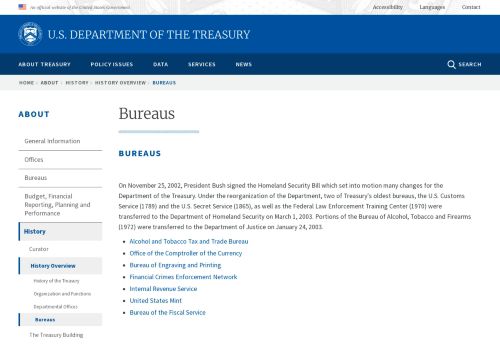 An official website of the United States Government
Accessibility Languages Contact
U.S. DEPARTMENT OF THE TREASURY
ABOUT TREASURY POLICY ISSUES DATA SERVICES NEWS SEARCH
HOME › ABOUT › HISTORY › HISTORY OVERVIEW › BUREAUS
ABOUT
General Information
Offices
Bureaus
Budget, Financial
Reporting, Planning and
Performance
History
Curator
History Overview
History of the Treasury
Organization and Functions
Departmental Offices
Bureaus
The Treasury Building
Bureaus
BUREAUS
On November 25, 2002, President Bush signed the Homeland Security Bill which set into motion many changes for the
Department of the Treasury. Under the reorganization of the department, two of Treasury's oldest bureaus, the U.S. Customs
Service (1789) and the U.S. Secret Service (1865), as well as the Federal Law Enforcement Training Center (1970) were
transferred to the Department of Homeland Security on March 1, 2003. Portions of the Bureau of Alcohol, Tobacco and Firearms
(1972) were transferred to the Department of Justice on January 24, 2003.
• Alcohol and Tobacco Tax and Trade Bureau
• Office of the Comptroller of the Currency
• Bureau of Engraving and Printing
• Financial Crimes Enforcement Network
• Internal Revenue Service
• United States Mint
• Bureau of the Fiscal Service